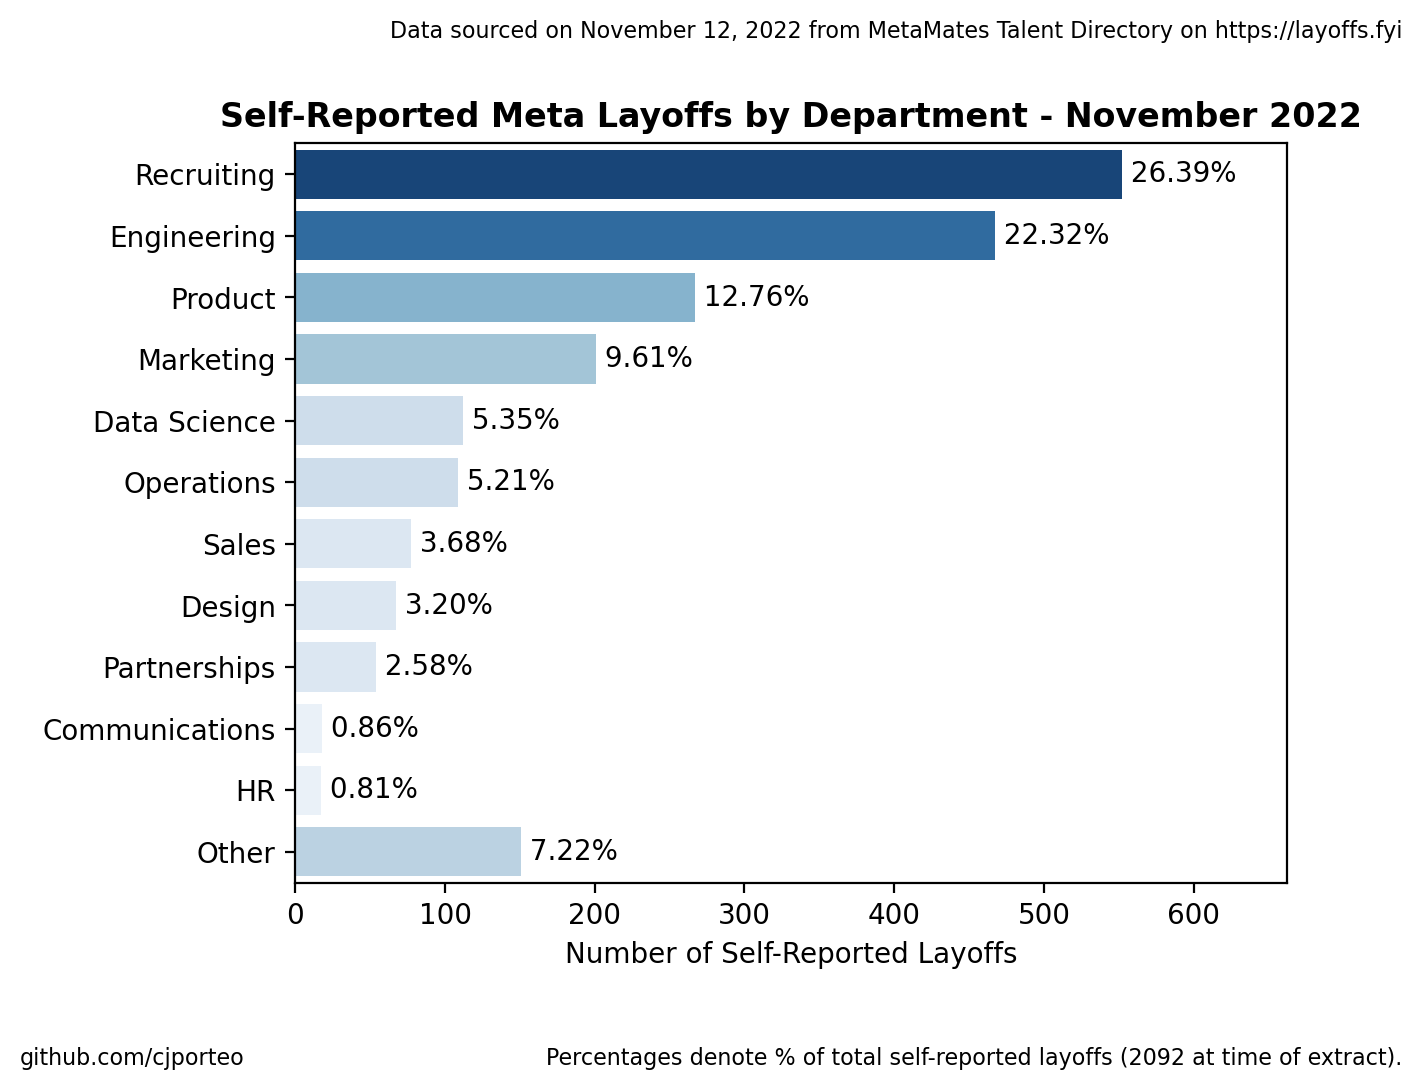 Data sourced on November 12, 2022 from MetaMates Talent Directory on https://layoffs.fyi
Self-Reported Meta Layoffs by Department - November 2022
Recruiting 26.39%
Engineering 22.32%
Product 12.76%
Marketing 9.61%
Data Science 5.35%
Operations 5.21%
Sales 3.68%
Design 3.20%
Partnerships 2.58%
Communications 0.86%
HR 0.81%
Other 7.22%
0 100 200 300 400 500 600
Number of Self-Reported Layoffs
github.com/cjporteo Percentages denote % of total self-reported layoffs (2092 at time of extract).